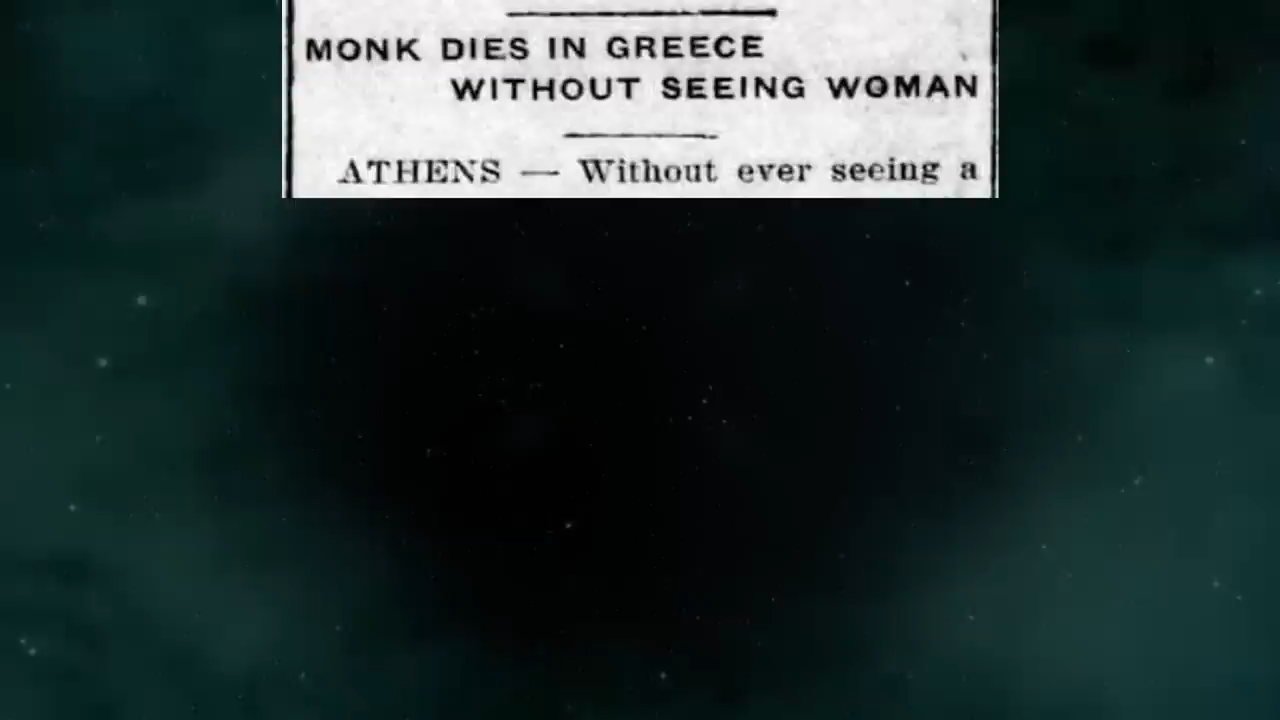 MONK DIES IN GREECE
WITHOUT SEEING WOMAN
ATHENS — Without ever seeing a